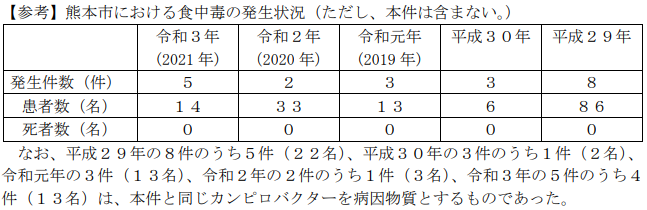 【参考】熊本市における食中毒の発生状況（ただし、本件は含まない。）
令和３年 令和２年 令和元年 平成３０年 平成２９年
（2021 年） （2020 年） （2019 年）
発生件数（件） ５ ２ ３ ３ ８
患者数（名） １４ ３３ １３ ６ ８６
死者数（名） ０ ０ ０ ０ ０
なお、平成２９年の８件のうち５件（２２名）、平成３０年の３件のうち１件（２名）、
令和元年の３件（１３名）、令和２年の２件のうち１件（３名）、令和３年の５件のうち４
件（１３名）は、本件と同じカンピロバクターを病因物質とするものであった。